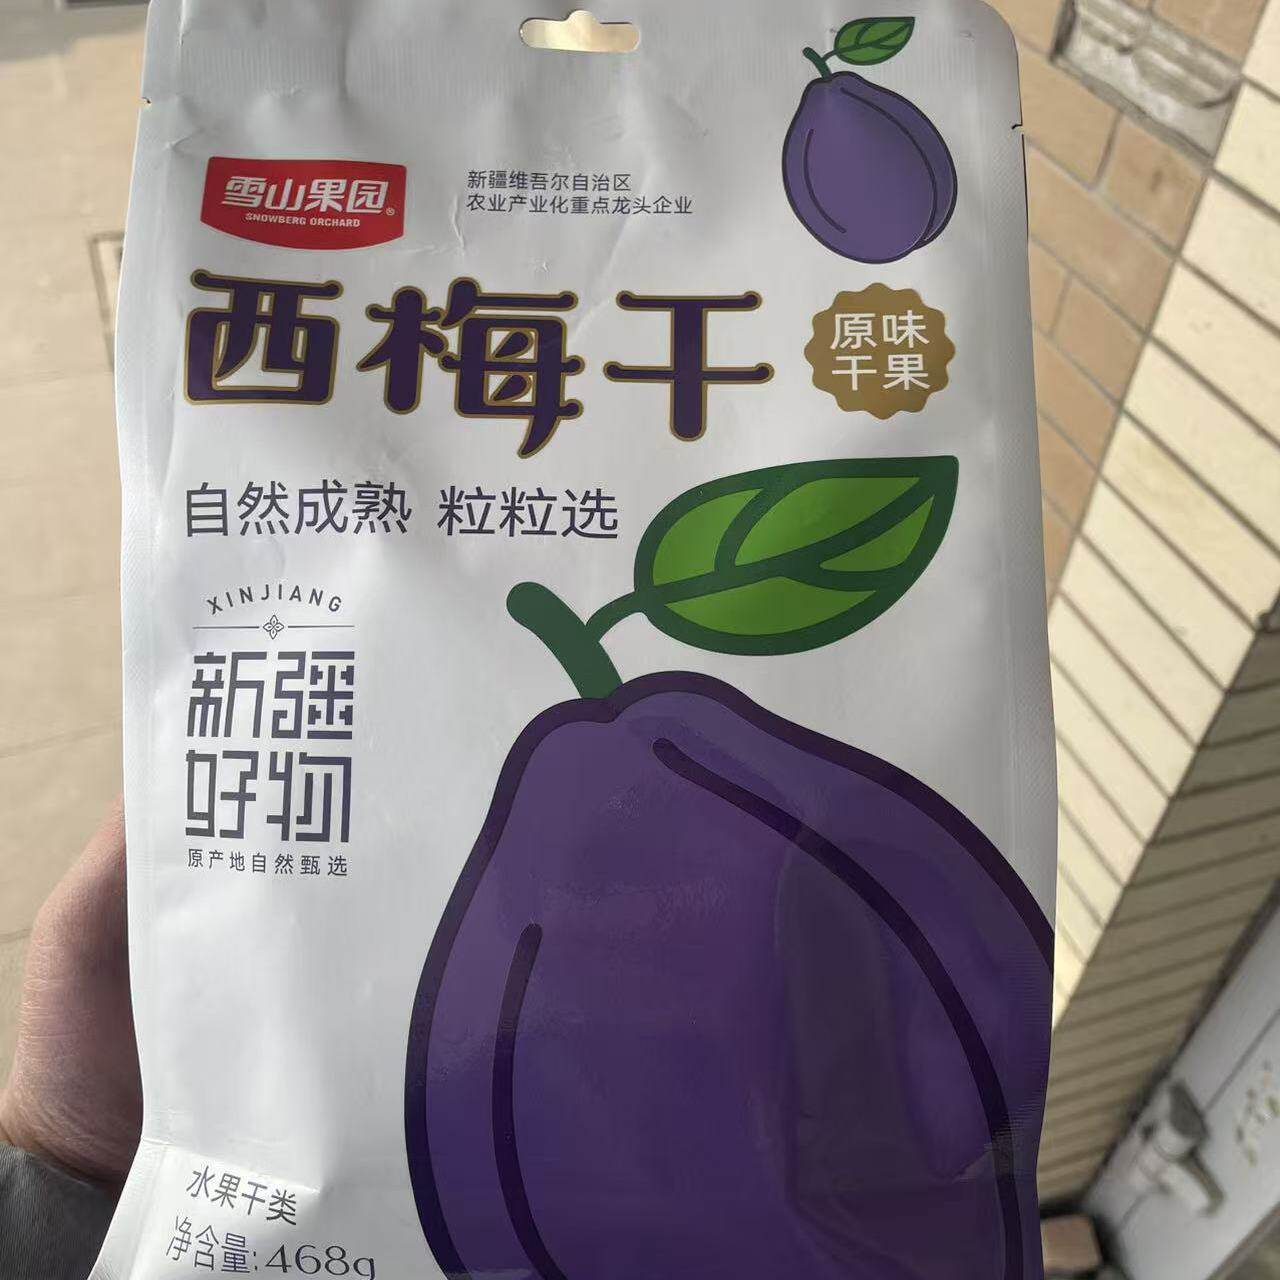 雪山果园®
SNOWBERG ORCHARD
新疆维吾尔自治区
农业产业化重点龙头企业
西梅干
原味
干果
自然成熟 粒粒选
XINJIANG
新疆
好物
原产地自然甄选
水果干类
净含量:468g